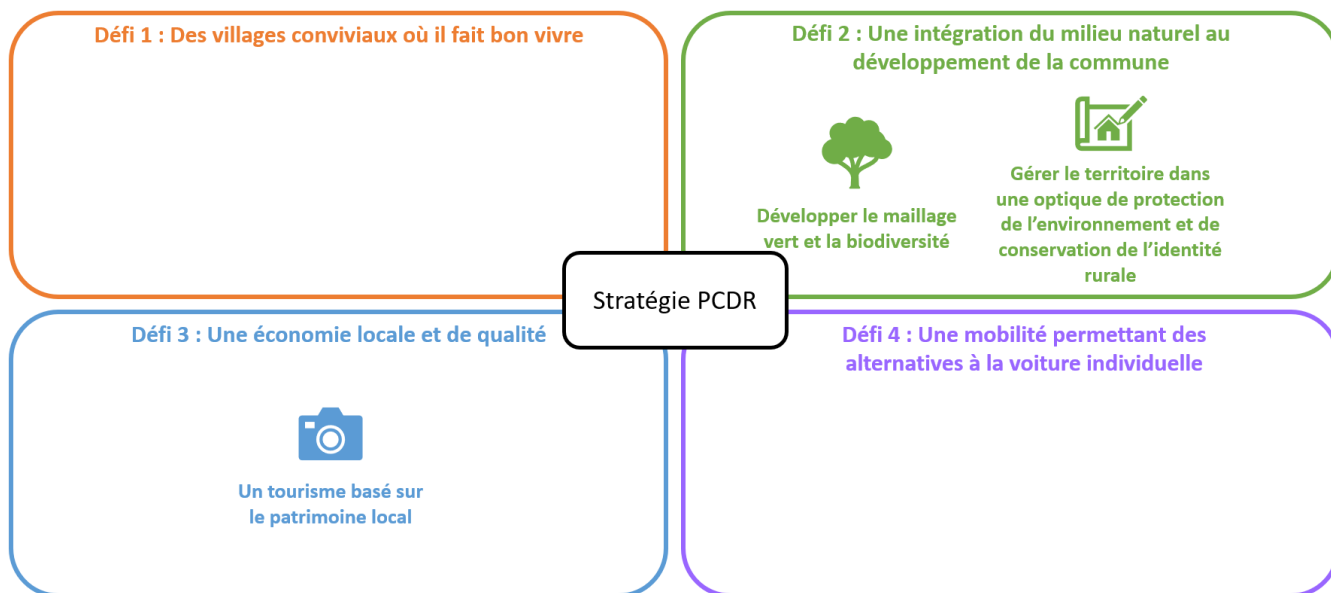 Défi 1 : Des villages conviviaux où il fait bon vivre
Défi 2 : Une intégration du milieu naturel au
développement de la commune
Développer le maillage
vert et la biodiversité
Gérer le territoire dans
une optique de protection
de l’environnement et de
conservation de l’identité
rurale
Stratégie PCDR
Défi 3 : Une économie locale et de qualité
Un tourisme basé sur
le patrimoine local
Défi 4 : Une mobilité permettant des
alternatives à la voiture individuelle